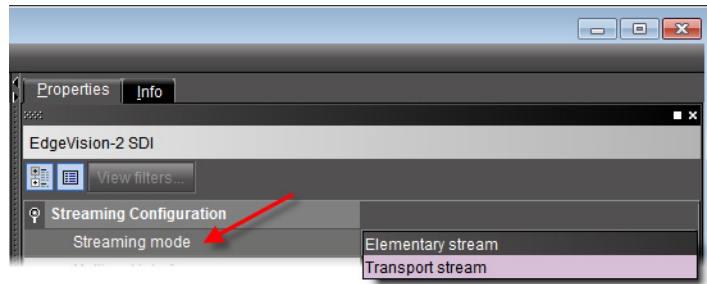 Properties Info
EdgeVision-2 SDI
View filters...
Streaming Configuration
Streaming mode Elementary stream
Transport stream